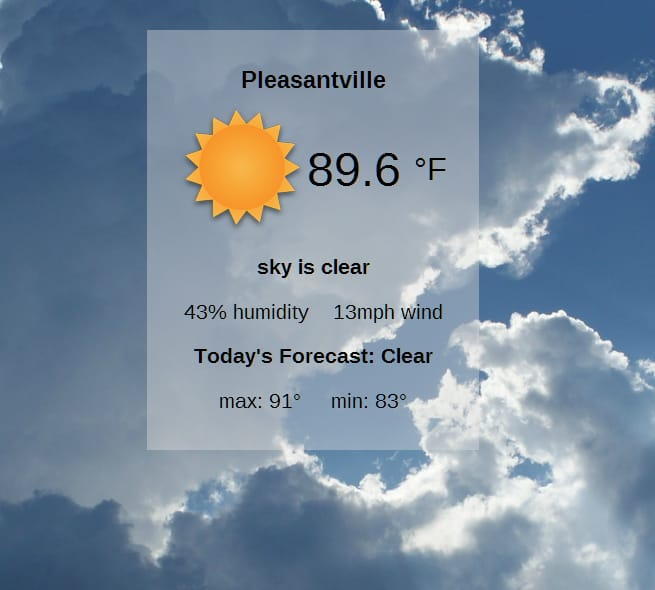 Pleasantville
89.6 °F
sky is clear
43% humidity 13mph wind
Today's Forecast: Clear
max: 91° min: 83°